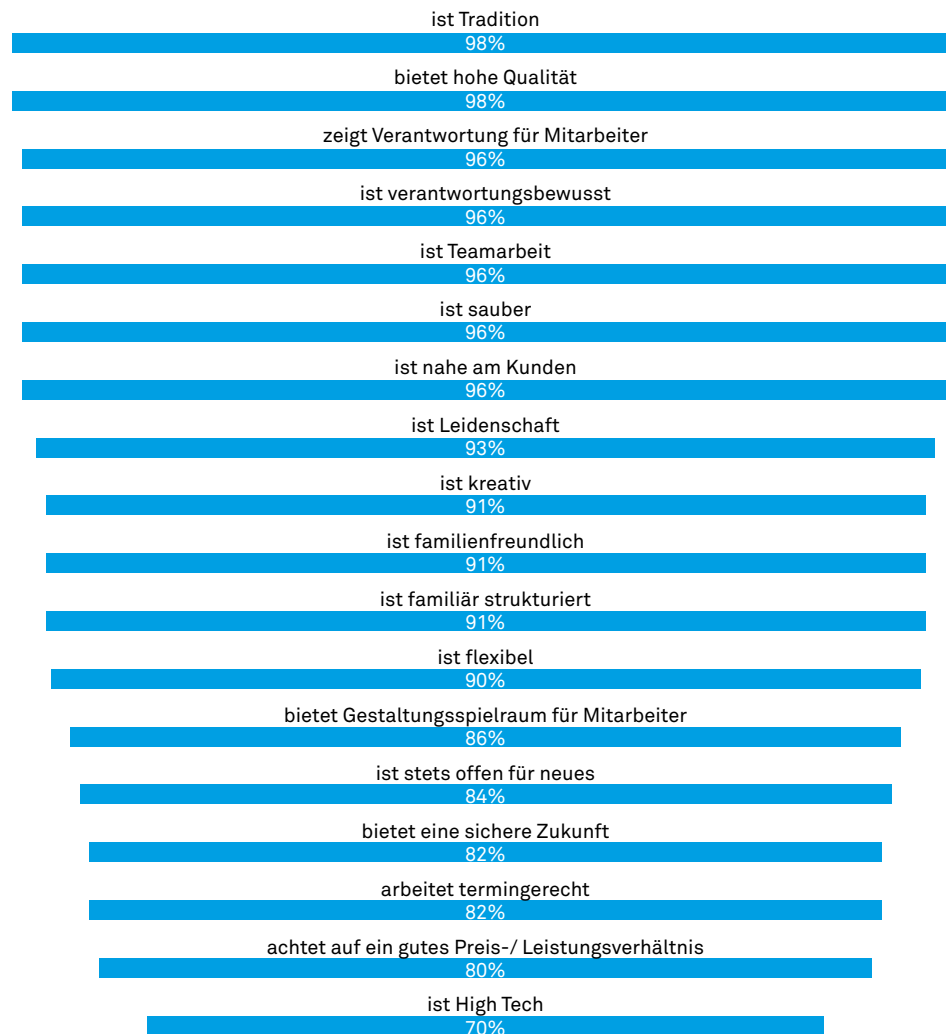 ist Tradition
98%
bietet hohe Qualität
98%
zeigt Verantwortung für Mitarbeiter
96%
ist verantwortungsbewusst
96%
ist Teamarbeit
96%
ist sauber
96%
ist nahe am Kunden
96%
ist Leidenschaft
93%
ist kreativ
91%
ist familienfreundlich
91%
ist familiär strukturiert
91%
ist flexibel
90%
bietet Gestaltungsspielraum für Mitarbeiter
86%
ist stets offen für neues
84%
bietet eine sichere Zukunft
82%
arbeitet termingerecht
82%
achtet auf ein gutes Preis-/ Leistungsverhältnis
80%
ist High Tech
70%